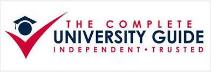 THE COMPLETE
UNIVERSITY GUIDE
INDEPENDENT · TRUSTED